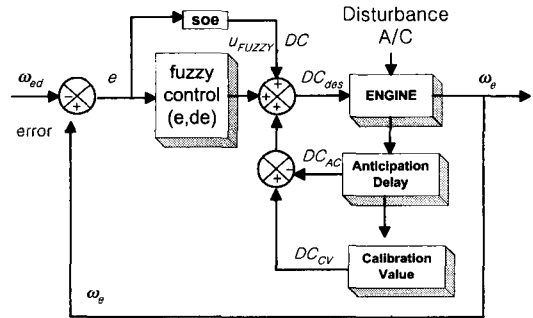 Disturbance
A/C
soe
u_FUZZY DC
ω_ed
e
fuzzy
control
(e,de)
DC_des
ENGINE
ω_e
error
DC_AC
Anticipation
Delay
DC_CV
Calibration
Value
ω_e
- + + + + + -